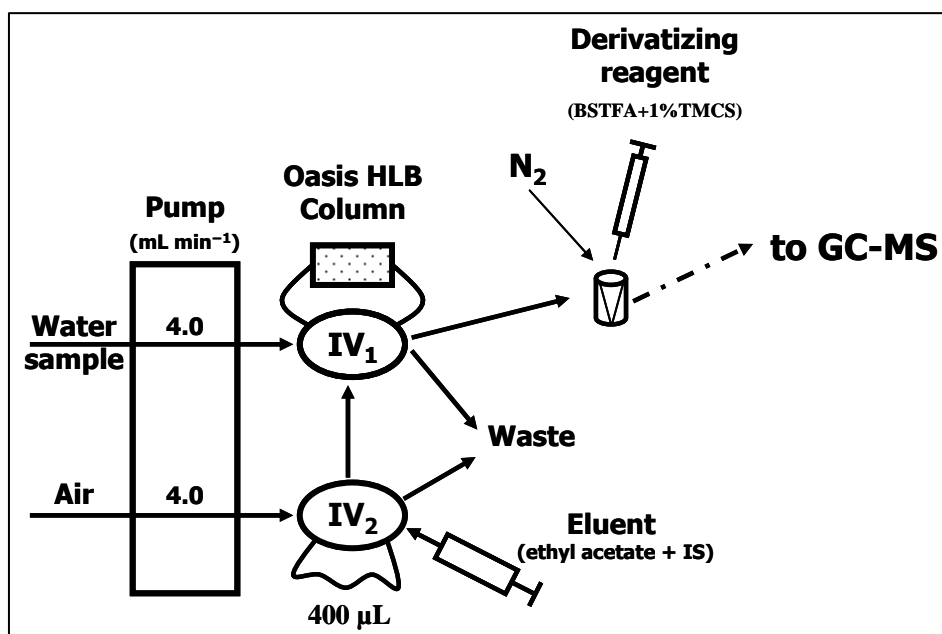 Derivatizing
reagent
(BSTFA+1%TMCS)
N₂
Oasis HLB
Column
Pump
(mL min⁻¹)
to GC-MS
Water
sample
4.0
IV₁
Waste
Air
4.0
IV₂
Eluent
(ethyl acetate + IS)
400 µL